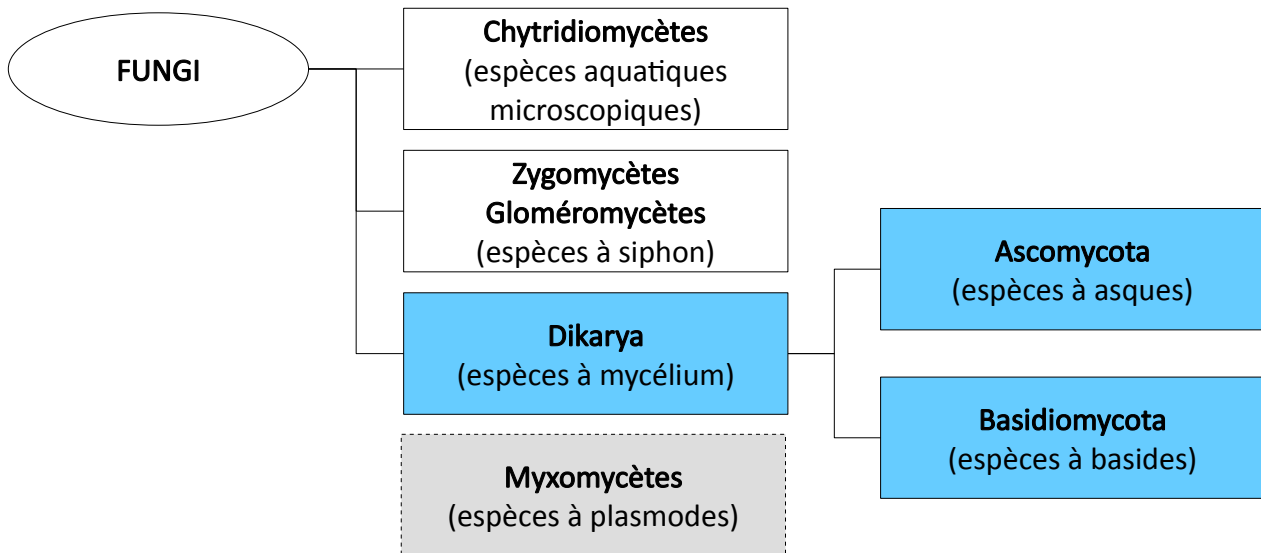 FUNGI
Chytridiomycètes
(espèces aquatiques
microscopiques)
Zygomycètes
Gloméromycètes
(espèces à siphon)
Dikarya
(espèces à mycélium)
Myxomycètes
(espèces à plasmodes)
Ascomycota
(espèces à asques)
Basidiomycota
(espèces à basides)